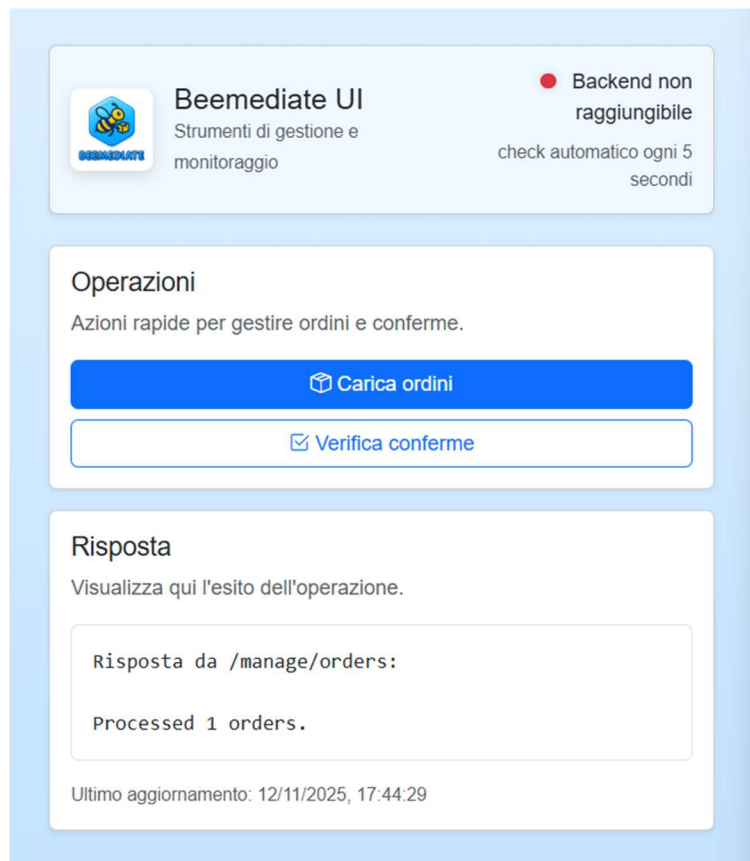 BEEMEDIATE
Beemediate UI
Strumenti di gestione e
monitoraggio
Backend non
raggiungibile
check automatico ogni 5
secondi
Operazioni
Azioni rapide per gestire ordini e conferme.
Carica ordini
Verifica conferme
Risposta
Visualizza qui l'esito dell'operazione.
Risposta da /manage/orders:
Processed 1 orders.
Ultimo aggiornamento: 12/11/2025, 17:44:29